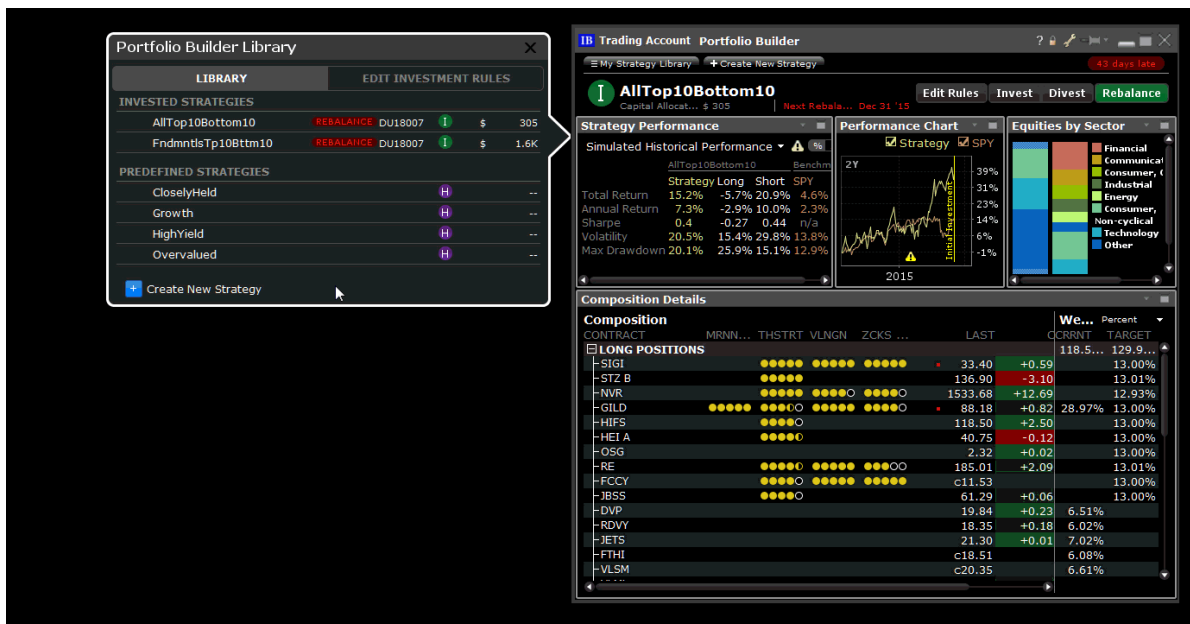 Portfolio Builder Library
LIBRARY EDIT INVESTMENT RULES
INVESTED STRATEGIES
AllTop10Bottom10 REBALANCE DU18007 I $ 305
FndmntlsTp10Bttm10 REBALANCE DU18007 I $ 1.6K
PREDEFINED STRATEGIES
CloselyHeld H --
Growth H --
HighYield H --
Overvalued H --
+ Create New Strategy
IB Trading Account Portfolio Builder ?
My Strategy Library + Create New Strategy 43 days late
I AllTop10Bottom10 Edit Rules Invest Divest Rebalance
Capital Allocat... $ 305 Next Rebala... Dec 31 '15
Strategy Performance
Simulated Historical Performance %
AllTop10Bottom10 Benchm
Strategy Long Short SPY
Total Return 15.2% -5.7% 20.9% 4.6%
Annual Return 7.3% -2.9% 10.0% 2.3%
Sharpe 0.4 -0.27 0.44 n/a
Volatility 20.5% 15.4% 29.8% 13.8%
Max Drawdown 20.1% 25.9% 15.1% 12.9%
Performance Chart
Strategy SPY
2Y
39%
31%
23%
14%
6%
-1%
Initial investment
2015
Equities by Sector
Financial
Communicat
Consumer, C
Industrial
Energy
Consumer,
Non-cyclical
Technology
Other
Composition Details
Composition We... Percent
CONTRACT MRNN... THSTRT VLNGN ZCKS ... LAST C CRRNT TARGET
LONG POSITIONS 118.5... 129.9...
SIGI 33.40 +0.59 13.00%
STZ B 136.90 -3.10 13.01%
NVR 1533.68 +12.69 12.93%
GILD 88.18 +0.82 28.97% 13.00%
HIFS 118.50 +2.50 13.00%
HEI A 40.75 -0.12 13.00%
OSG 2.32 +0.02 13.00%
RE 185.01 +2.09 13.01%
FCCY c11.53 13.00%
JBSS 61.29 +0.06 13.00%
DVP 19.84 +0.23 6.51%
RDVY 18.35 +0.18 6.02%
JETS 21.30 +0.01 7.02%
FTHI c18.51 6.08%
VLSM c20.35 6.61%